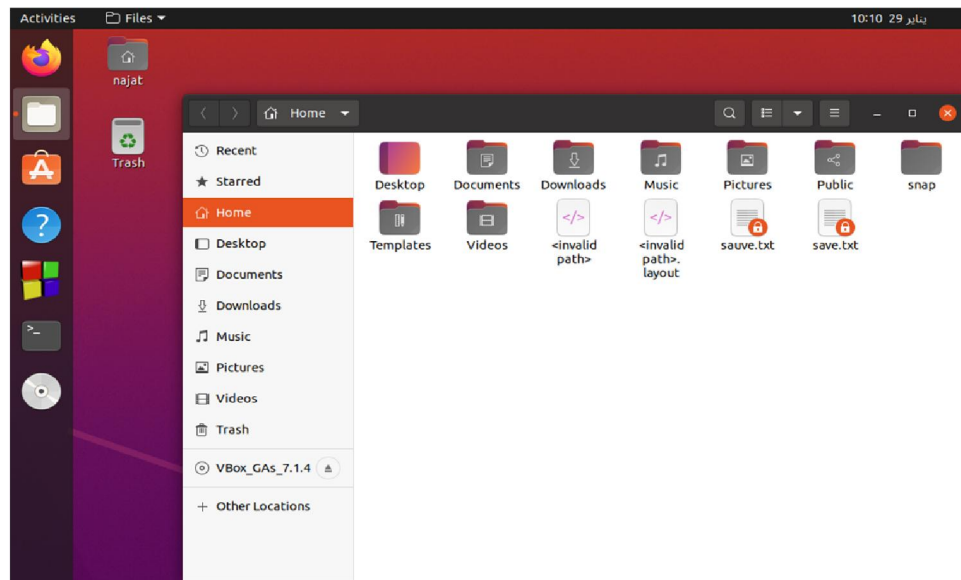 Activities
Files
10:10 29 يناير
najat
Trash
Home
Recent
Starred
Home
Desktop
Documents
Downloads
Music
Pictures
Videos
Trash
VBox_GAs_7.1.4
Other Locations
Desktop
Documents
Downloads
Music
Pictures
Public
snap
Templates
Videos
<invalid
path>
<invalid
path>.
layout
sauve.txt
save.txt